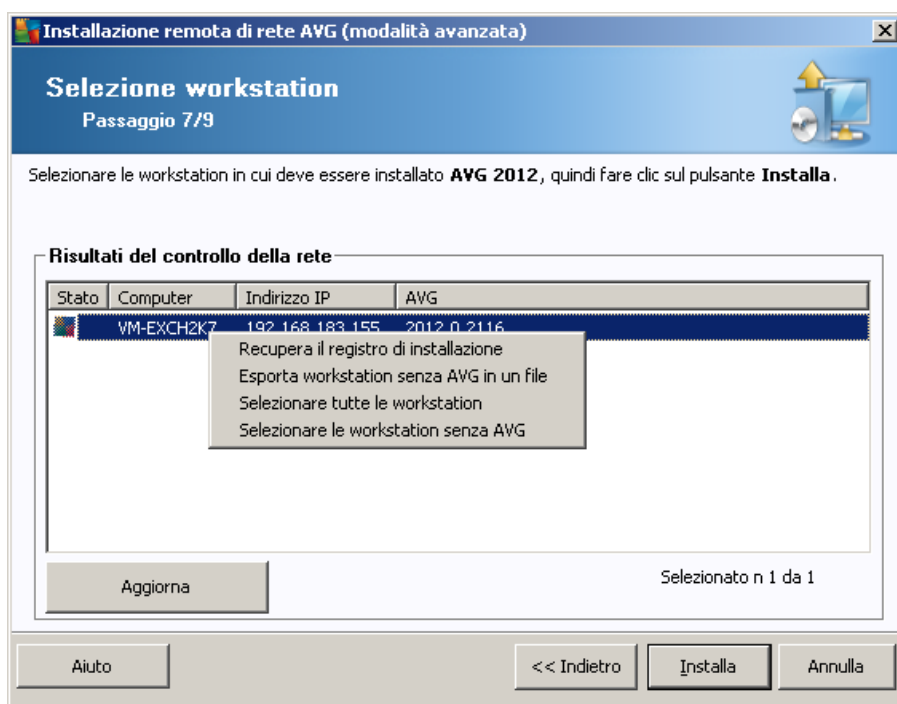 Installazione remota di rete AVG (modalità avanzata)
Selezione workstation
Passaggio 7/9
Selezionare le workstation in cui deve essere installato AVG 2012, quindi fare clic sul pulsante Installa.
Risultati del controllo della rete
Stato Computer Indirizzo IP AVG
VM-EXCH2K7 192.168.183.155 2012.0.2116
Recupera il registro di installazione
Esporta workstation senza AVG in un file
Selezionare tutte le workstation
Selezionare le workstation senza AVG
Aggiorna
Selezionato n 1 da 1
Aiuto
<< Indietro
Installa
Annulla